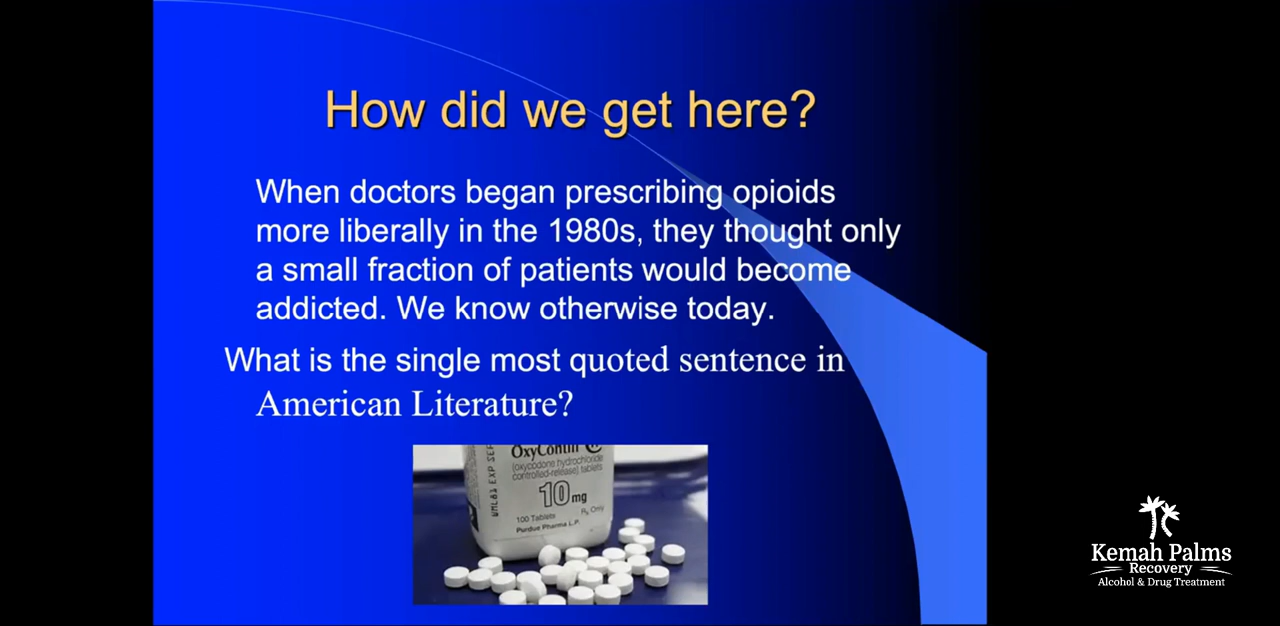 How did we get here?
When doctors began prescribing opioids
more liberally in the 1980s, they thought only
a small fraction of patients would become
addicted. We know otherwise today.
What is the single most quoted sentence in
American Literature?
OxyContin
(oxycodone hydrochloride
controlled-release) tablets
10 mg
100 Tablets
Rx Only
Purdue Pharma L.P.
Kemah Palms
Recovery
Alcohol & Drug Treatment